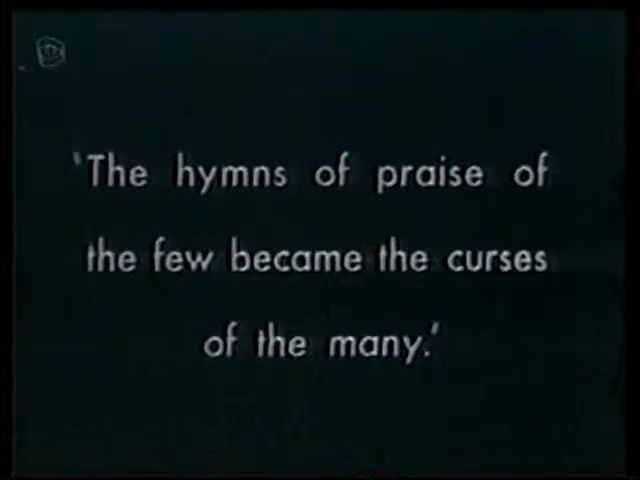 'The hymns of praise of
the few became the curses
of the many.'